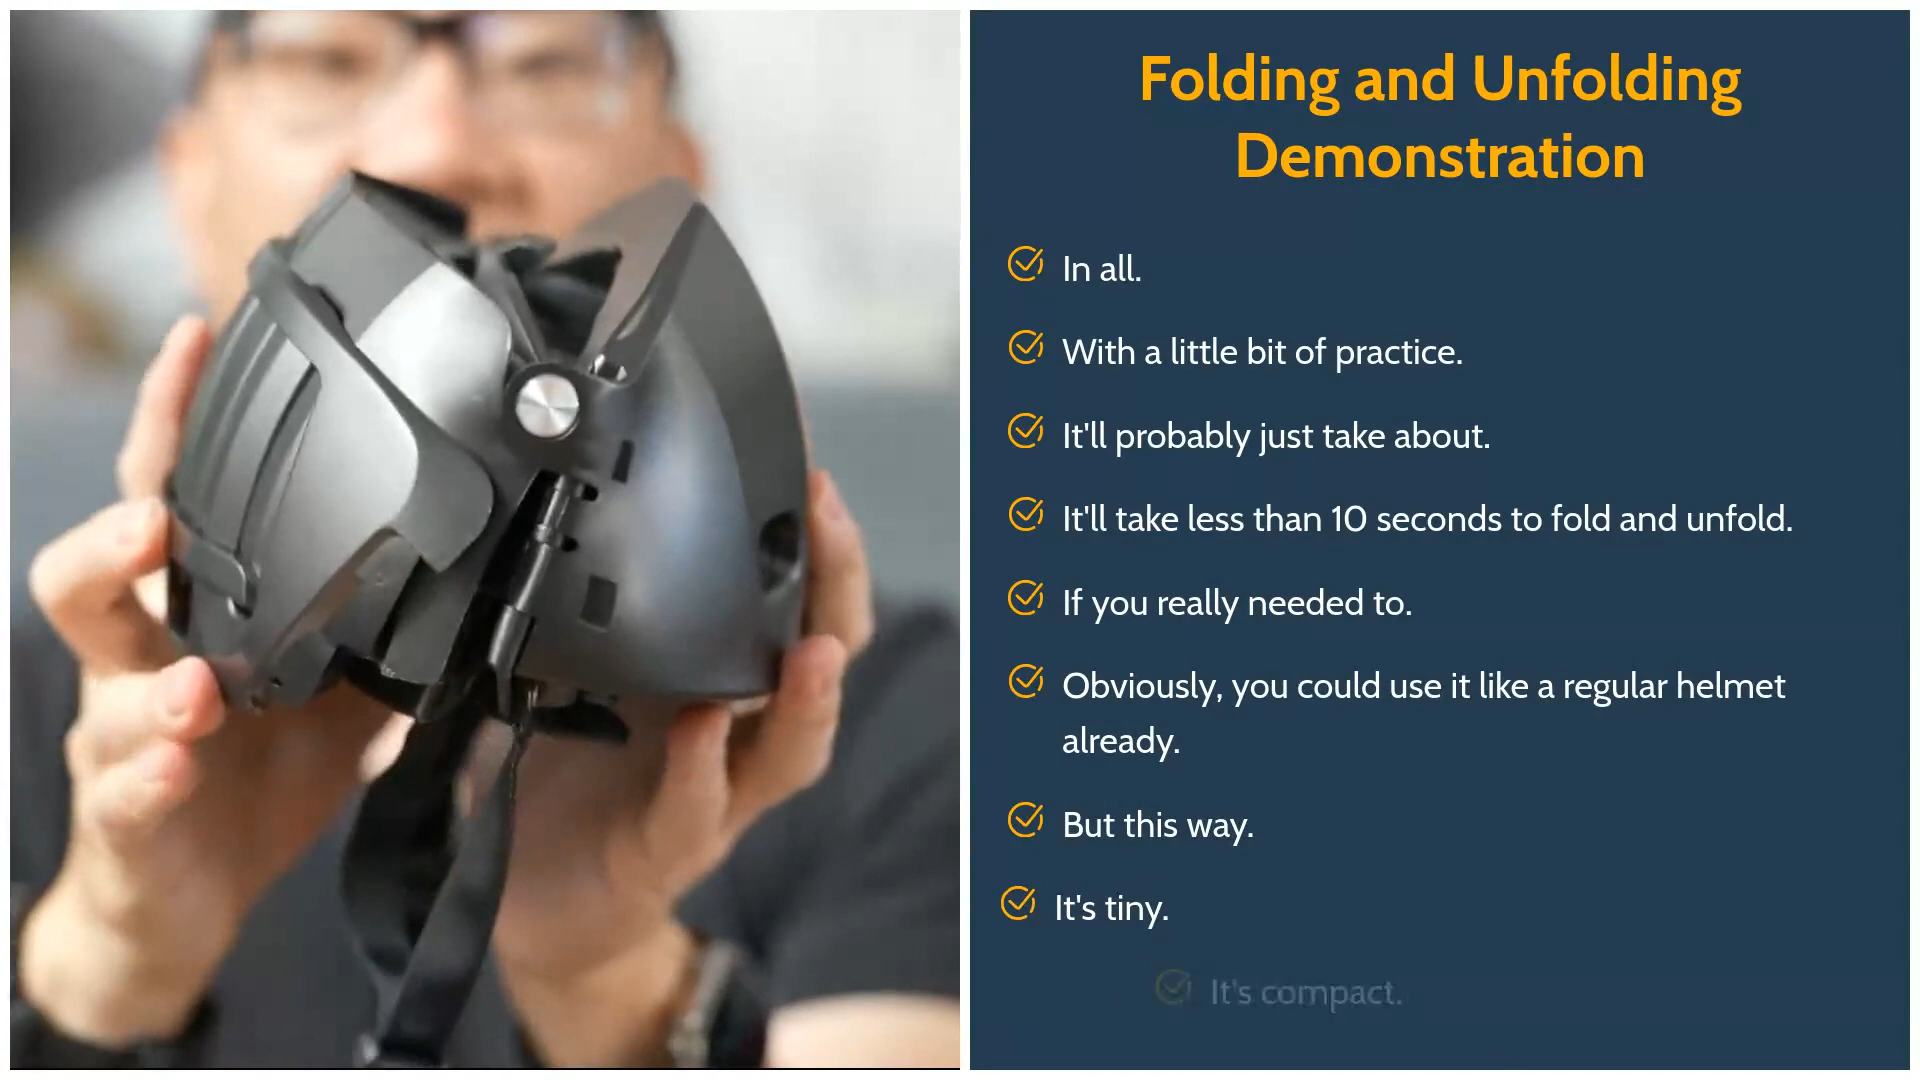 Folding and Unfolding
Demonstration
In all.
With a little bit of practice.
It'll probably just take about.
It'll take less than 10 seconds to fold and unfold.
If you really needed to.
Obviously, you could use it like a regular helmet
already.
But this way.
It's tiny.
It's compact.